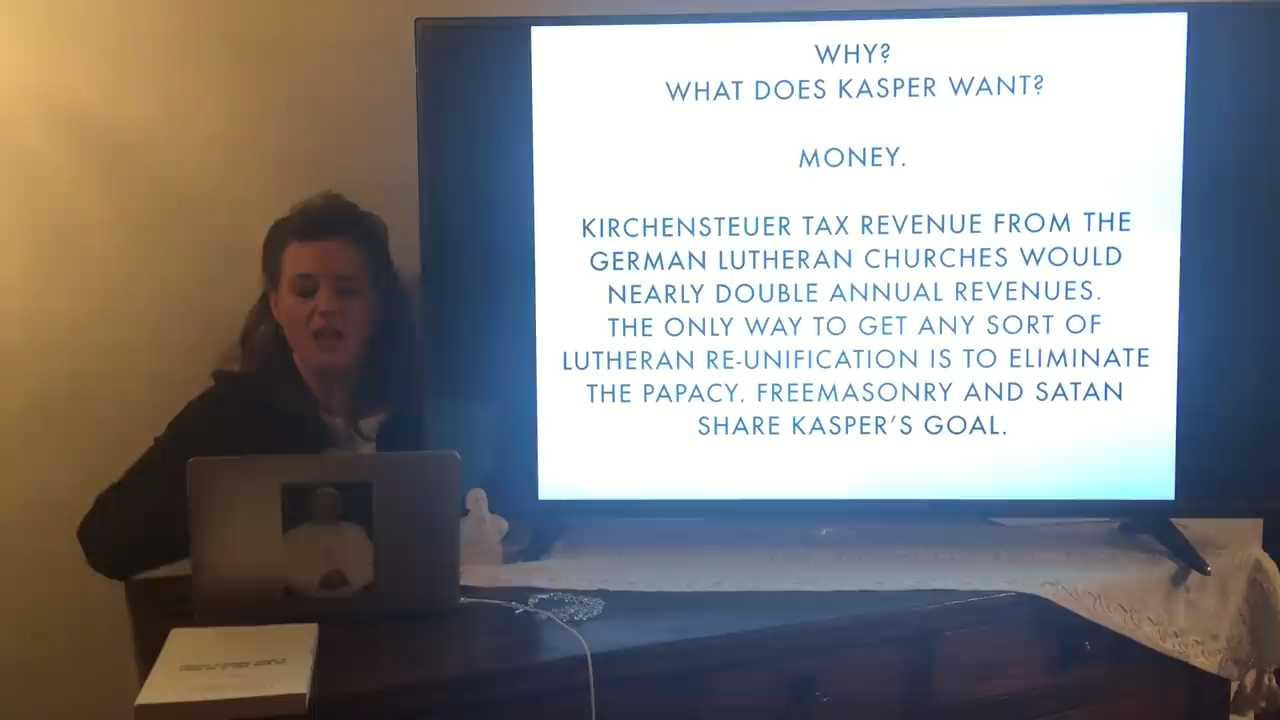 WHY?
WHAT DOES KASPER WANT?
MONEY.
KIRCHENSTEUER TAX REVENUE FROM THE
GERMAN LUTHERAN CHURCHES WOULD
NEARLY DOUBLE ANNUAL REVENUES.
THE ONLY WAY TO GET ANY SORT OF
LUTHERAN RE-UNIFICATION IS TO ELIMINATE
THE PAPACY. FREEMASONRY AND SATAN
SHARE KASPER'S GOAL.